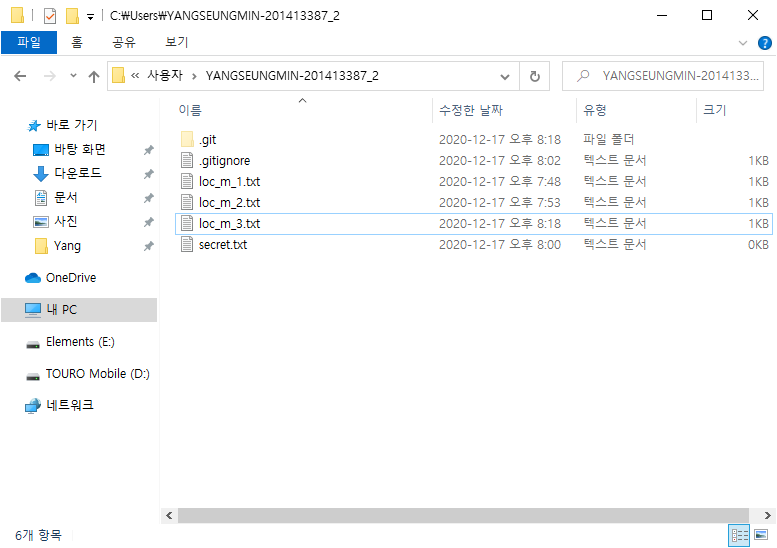 C:₩Users₩YANGSEUNGMIN-201413387_2
파일 홈 공유 보기
« 사용자 > YANGSEUNGMIN-201413387_2
YANGSEUNGMIN-2014133...
이름 수정한 날짜 유형 크기
바로 가기
바탕 화면
다운로드
문서
사진
Yang
OneDrive
내 PC
Elements (E:)
TOURO Mobile (D:)
네트워크
.git 2020-12-17 오후 8:18 파일 폴더
.gitignore 2020-12-17 오후 8:02 텍스트 문서 1KB
loc_m_1.txt 2020-12-17 오후 7:48 텍스트 문서 1KB
loc_m_2.txt 2020-12-17 오후 7:53 텍스트 문서 1KB
loc_m_3.txt 2020-12-17 오후 8:18 텍스트 문서 1KB
secret.txt 2020-12-17 오후 8:00 텍스트 문서 0KB
6개 항목